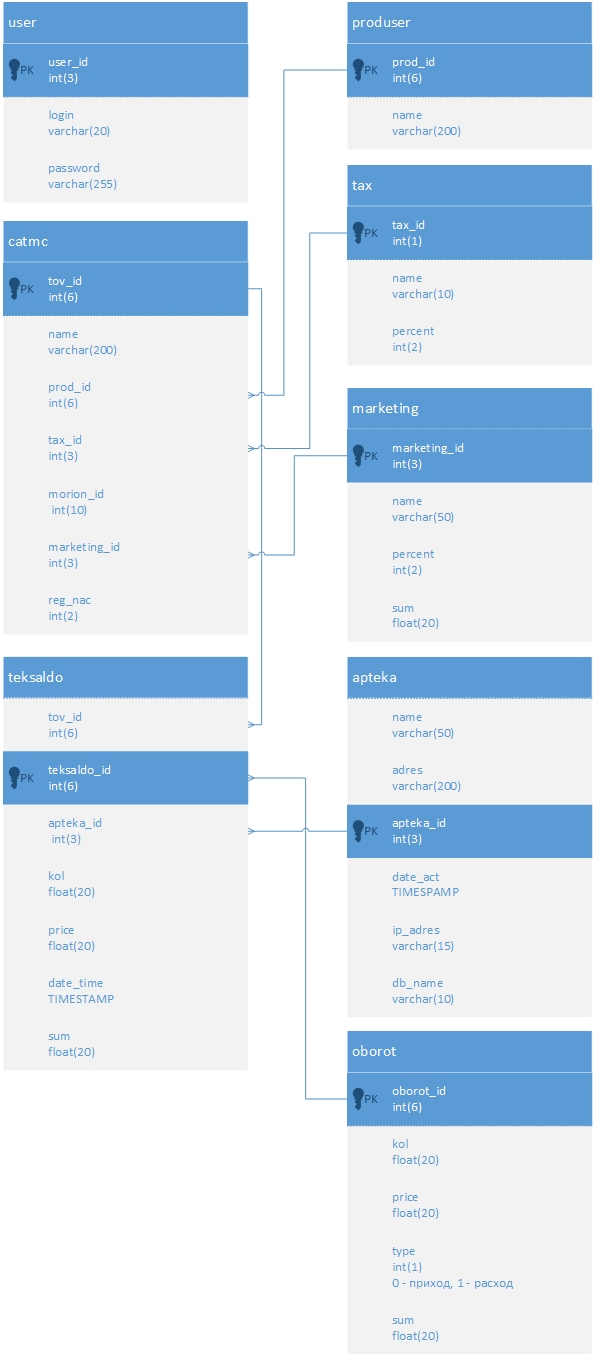 user
PK
user_id
int(3)
login
varchar(20)
password
varchar(255)
catmc
PK
tov_id
int(6)
name
varchar(200)
prod_id
int(6)
tax_id
int(3)
morion_id
int(10)
marketing_id
int(3)
reg_nac
int(2)
teksaldo
tov_id
int(6)
PK
teksaldo_id
int(6)
apteka_id
int(3)
kol
float(20)
price
float(20)
date_time
TIMESTAMP
sum
float(20)
produser
PK
prod_id
int(6)
name
varchar(200)
tax
PK
tax_id
int(1)
name
varchar(10)
percent
int(2)
marketing
PK
marketing_id
int(3)
name
varchar(50)
percent
int(2)
sum
float(20)
apteka
name
varchar(50)
adres
varchar(200)
PK
apteka_id
int(3)
date_act
TIMESPAMP
ip_adres
varchar(15)
db_name
varchar(10)
oborot
PK
oborot_id
int(6)
kol
float(20)
price
float(20)
type
int(1)
0 - приход, 1 - расход
sum
float(20)